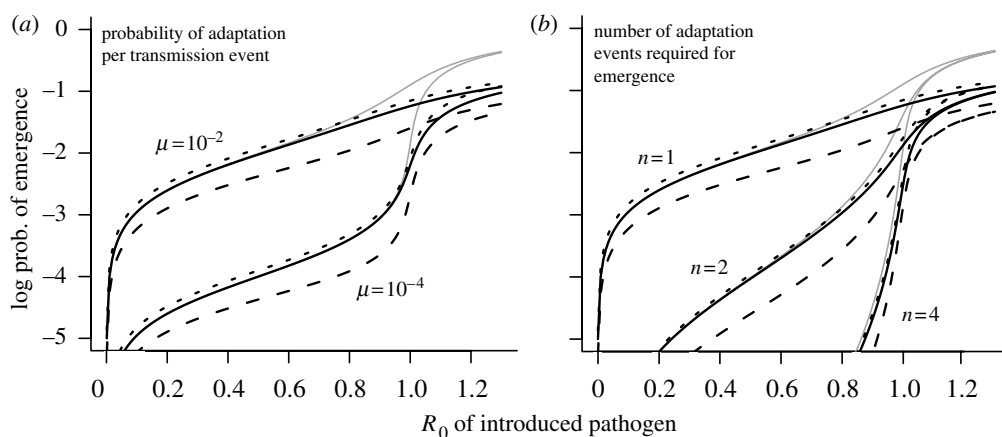 (a)
probability of adaptation
per transmission event
log prob. of emergence
0
−1
−2
−3
−4
−5
μ=10⁻²
μ=10⁻⁴
0 0.2 0.4 0.6 0.8 1.0 1.2
(b)
number of adaptation
events required for
emergence
n=1
n=2
n=4
0 0.2 0.4 0.6 0.8 1.0 1.2
R₀ of introduced pathogen